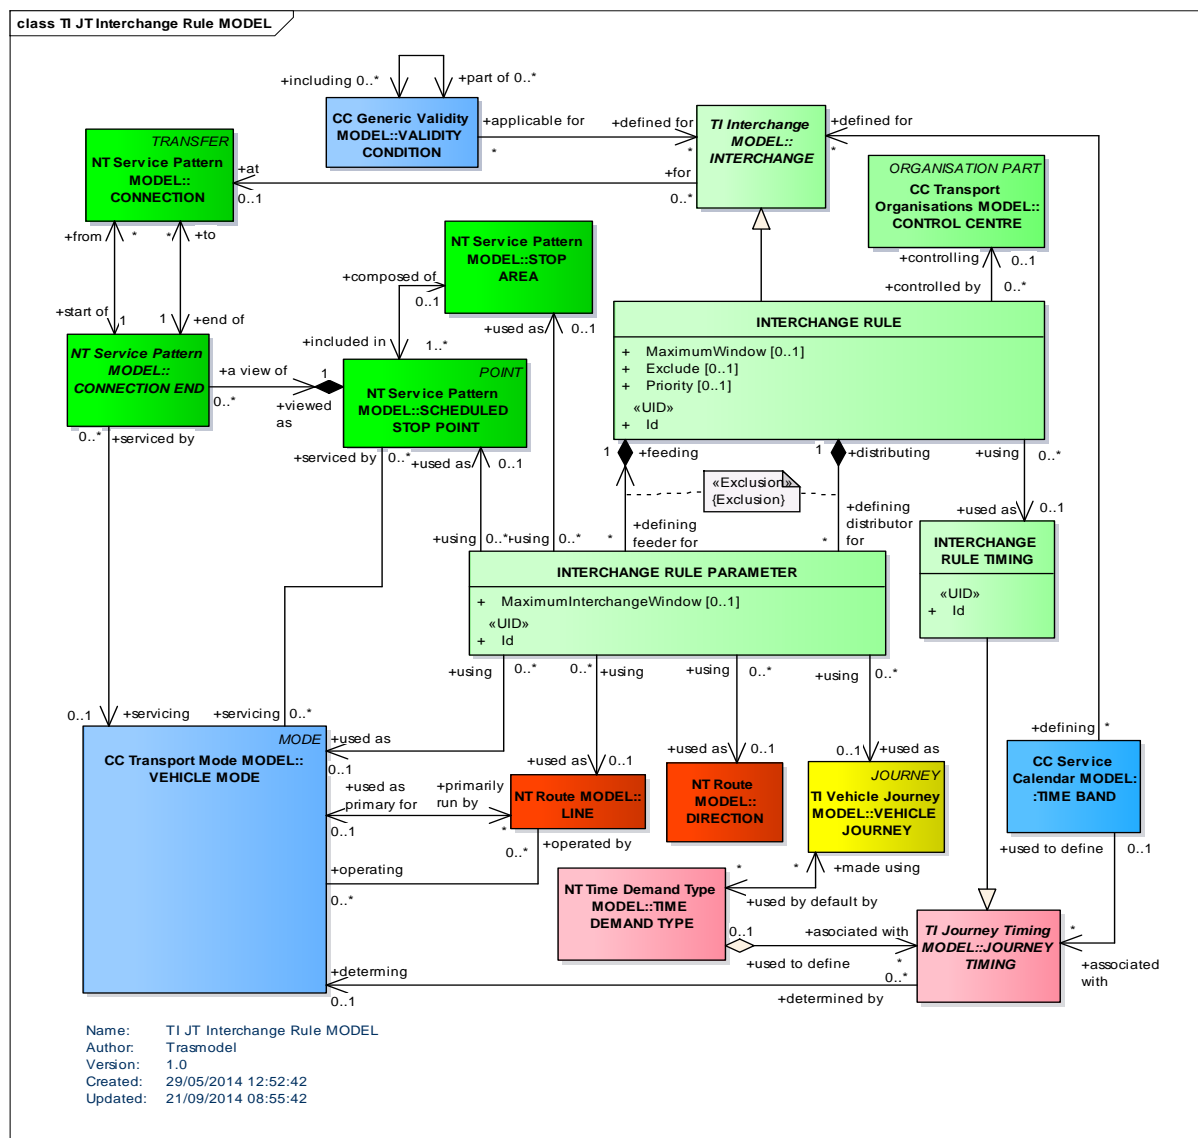 class TI JT Interchange Rule MODEL
+including 0..*
+part of 0..*
CC Generic Validity
MODEL::VALIDITY
CONDITION
+applicable for
*
+defined for
*
TI Interchange
MODEL::
INTERCHANGE
+defined for
*
TRANSFER
NT Service Pattern
MODEL::
CONNECTION
+at
0..1
+for
0..*
ORGANISATION PART
CC Transport
Organisations MODEL::
CONTROL CENTRE
+from
*
*
+to
NT Service Pattern
MODEL::STOP
AREA
+composed of
0..1
+controlling
0..1
+controlled by
0..*
+start of
1
1
+end of
+used as
0..1
+included in
1..*
INTERCHANGE RULE
+ MaximumWindow [0..1]
+ Exclude [0..1]
+ Priority [0..1]
«UID»
+ Id
NT Service Pattern
MODEL::
CONNECTION END
+a view of
0..*
1
+viewed
as
POINT
NT Service Pattern
MODEL::SCHEDULED
STOP POINT
0..*
+serviced by
+serviced by
0..*
+used as
0..1
1
+feeding
1
+distributing
+using
0..*
«Exclusion»
{Exclusion}
+used as
0..1
+using
0..*
+using
0..*
+defining
feeder for
*
+defining
distributor
for
*
INTERCHANGE
RULE TIMING
«UID»
+ Id
INTERCHANGE RULE PARAMETER
+ MaximumInterchangeWindow [0..1]
«UID»
+ Id
+using
0..*
0..*
+using
+using
0..*
+using
0..*
0..1
+servicing
+servicing
0..*
+defining
*
MODE
CC Transport Mode MODEL::
VEHICLE MODE
+used as
0..1
+used as
0..1
+used as
0..1
0..1
+used as
CC Service
Calendar MODEL:
:TIME BAND
+used as
primary for
0..1
+primarily
run by
*
NT Route MODEL::
LINE
NT Route
MODEL::
DIRECTION
JOURNEY
TI Vehicle Journey
MODEL::VEHICLE
JOURNEY
0..*
+operated by
+used to define
0..1
+operating
0..*
*
*
+made using
+used by default by
NT Time Demand Type
MODEL::TIME
DEMAND TYPE
0..1
+used to define
+asociated with
*
TI Journey Timing
MODEL::JOURNEY
TIMING
*
+associated
with
+determing
0..1
0..*
+determined by
Name: TI JT Interchange Rule MODEL
Author: Trasmodel
Version: 1.0
Created: 29/05/2014 12:52:42
Updated: 21/09/2014 08:55:42